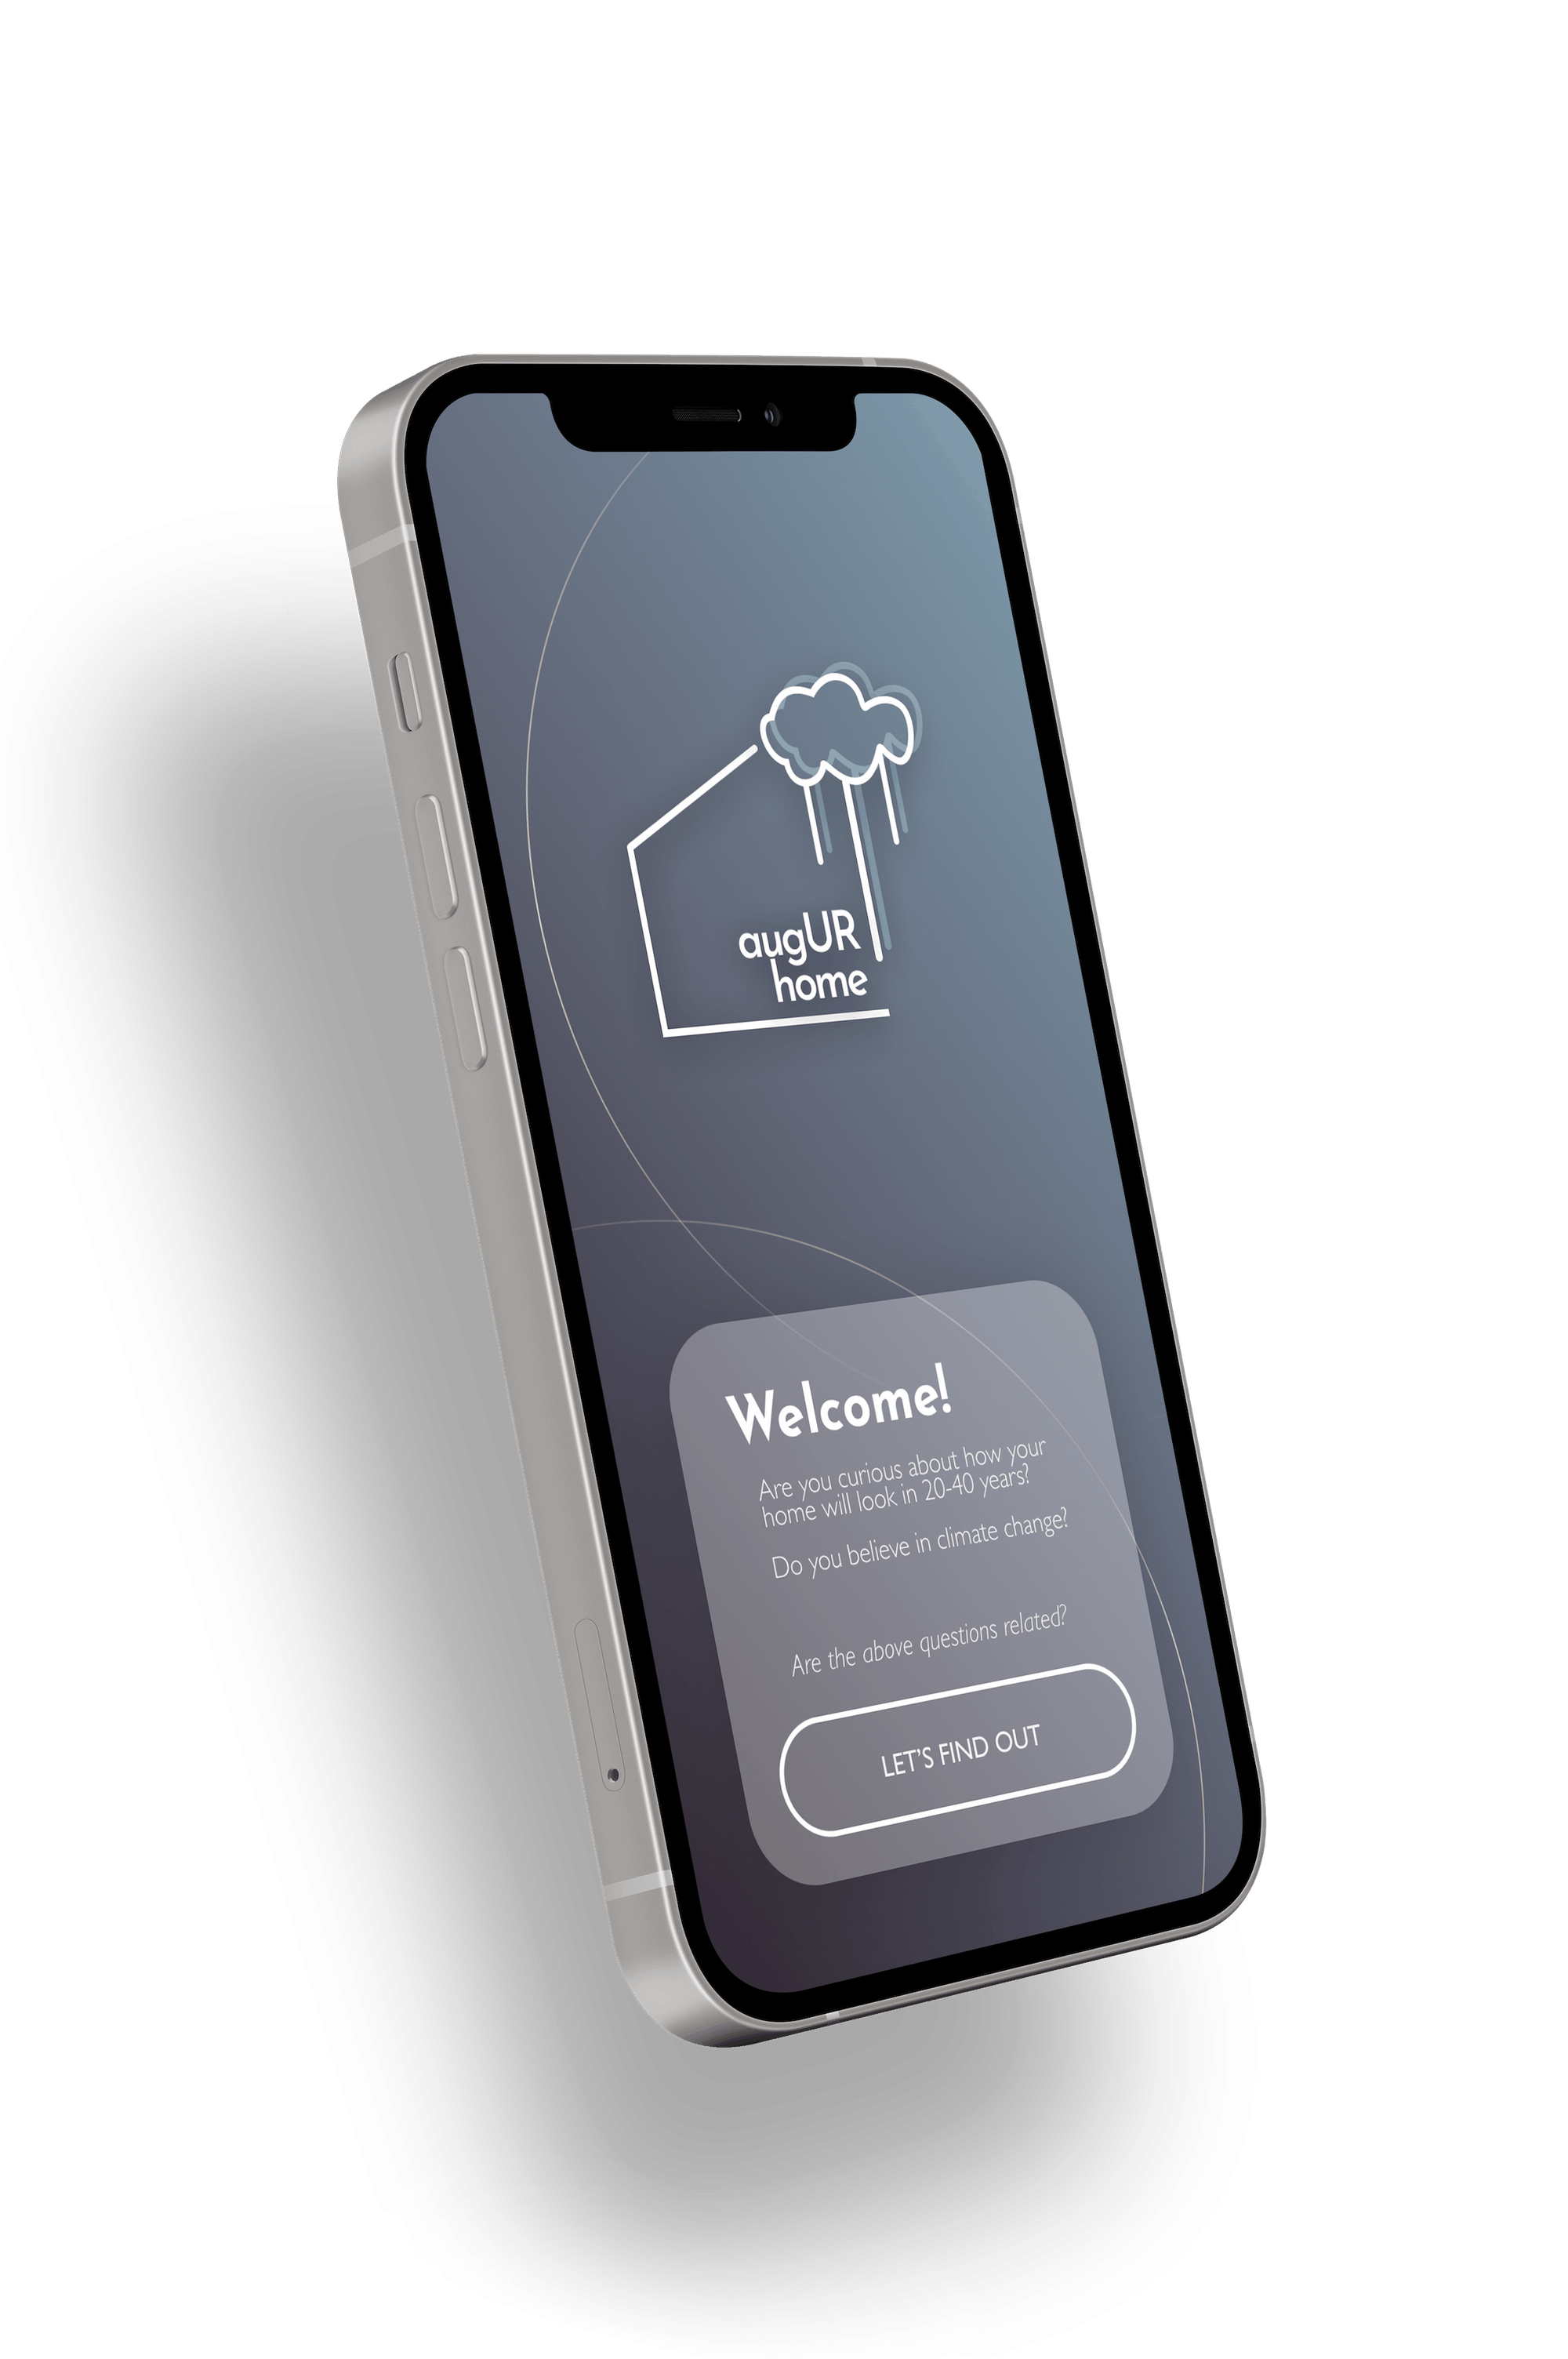 augUR
home
Welcome!
Are you curious about how your
home will look in 20-40 years?
Do you believe in climate change?
Are the above questions related?
LET'S FIND OUT